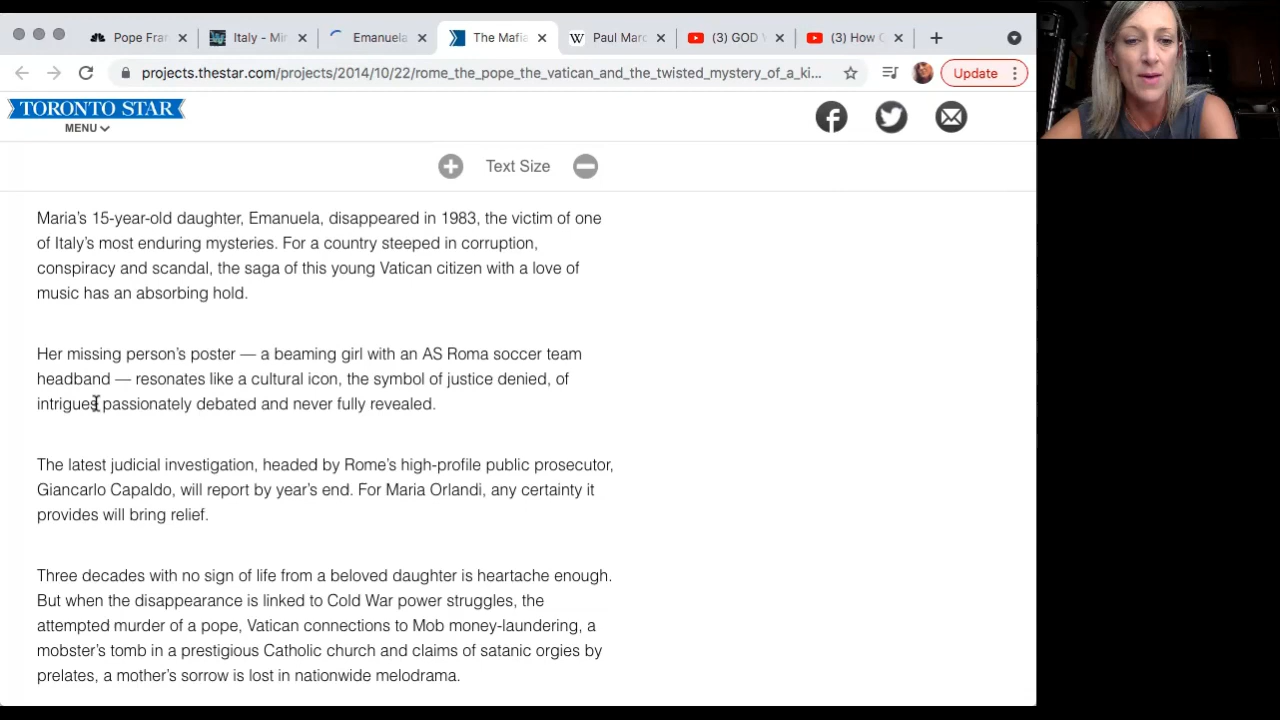 Pope Fra
Italy - Mi
Emanuela
The Mafia
Paul Marc
(3) GOD
(3) How
projects.thestar.com/projects/2014/10/22/rome_the_pope_the_vatican_and_the_twisted_mystery_of_a_ki...
Update
TORONTO STAR
MENU
Text Size
Maria's 15-year-old daughter, Emanuela, disappeared in 1983, the victim of one
of Italy's most enduring mysteries. For a country steeped in corruption,
conspiracy and scandal, the saga of this young Vatican citizen with a love of
music has an absorbing hold.
Her missing person's poster — a beaming girl with an AS Roma soccer team
headband — resonates like a cultural icon, the symbol of justice denied, of
intrigues passionately debated and never fully revealed.
The latest judicial investigation, headed by Rome's high-profile public prosecutor,
Giancarlo Capaldo, will report by year's end. For Maria Orlandi, any certainty it
provides will bring relief.
Three decades with no sign of life from a beloved daughter is heartache enough.
But when the disappearance is linked to Cold War power struggles, the
attempted murder of a pope, Vatican connections to Mob money-laundering, a
mobster's tomb in a prestigious Catholic church and claims of satanic orgies by
prelates, a mother's sorrow is lost in nationwide melodrama.